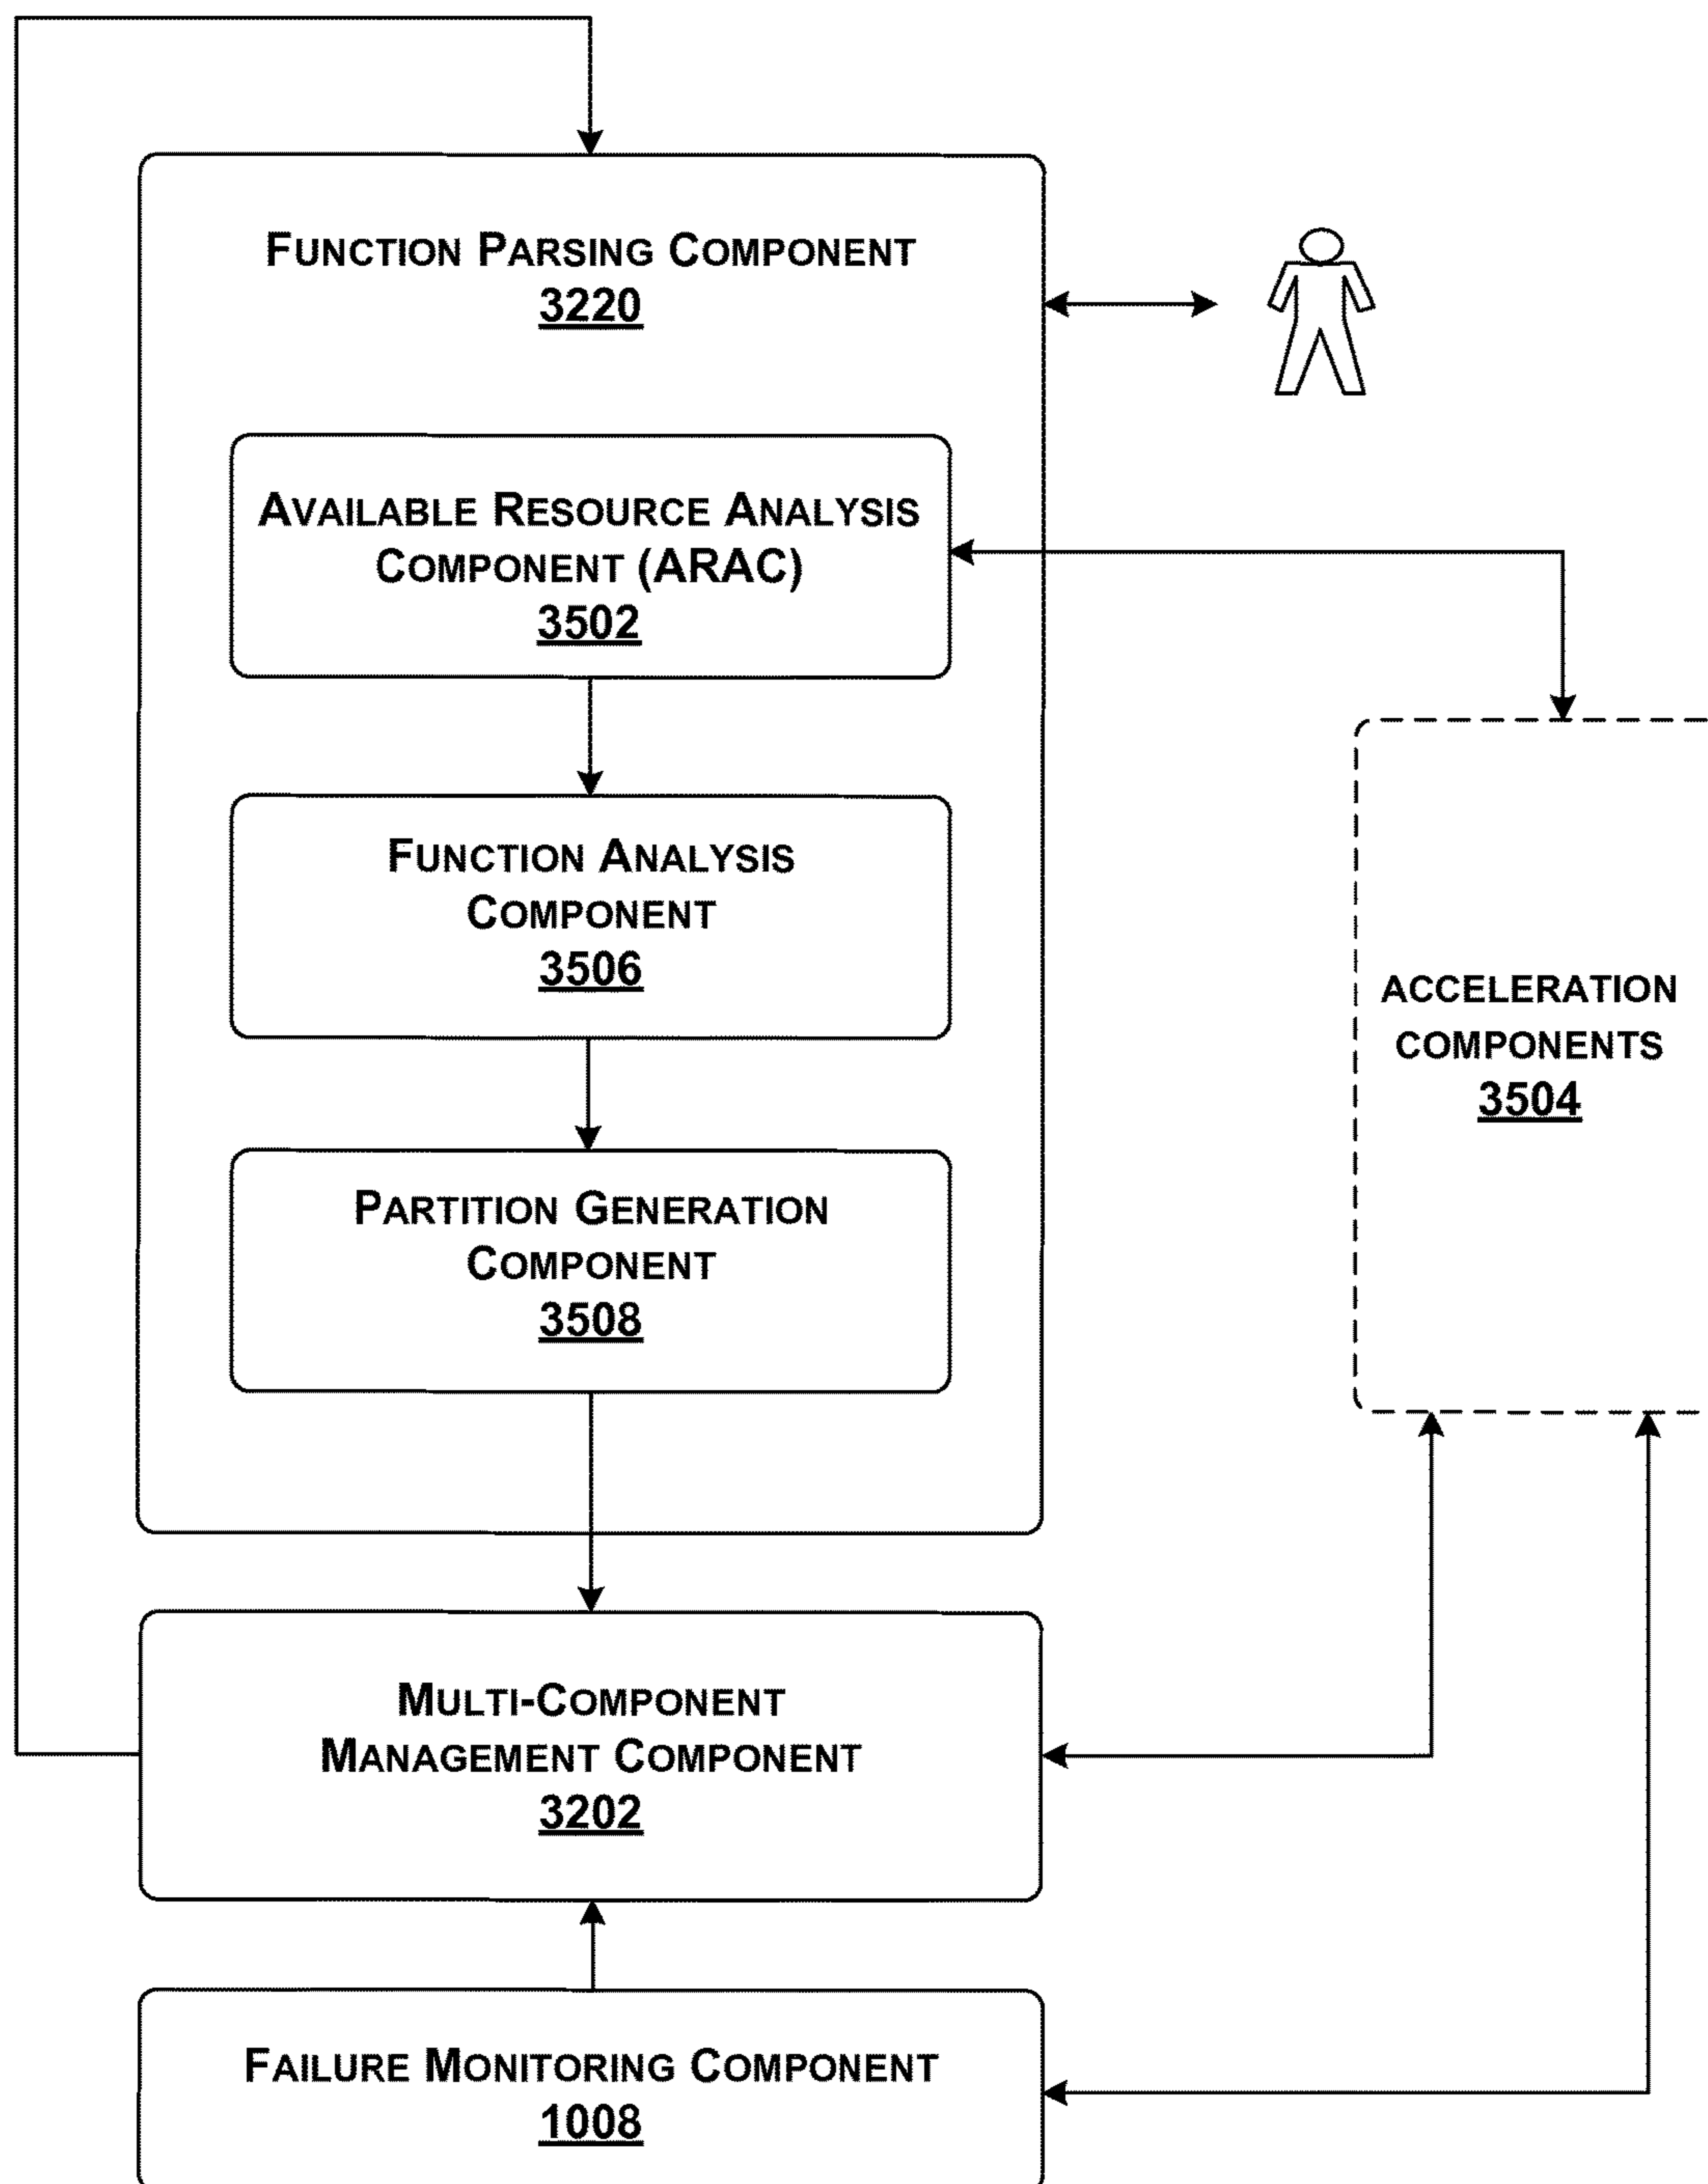 FUNCTION PARSING COMPONENT
3220
AVAILABLE RESOURCE ANALYSIS
COMPONENT (ARAC)
3502
FUNCTION ANALYSIS
COMPONENT
3506
PARTITION GENERATION
COMPONENT
3508
ACCELERATION
COMPONENTS
3504
MULTI-COMPONENT
MANAGEMENT COMPONENT
3202
FAILURE MONITORING COMPONENT
1008